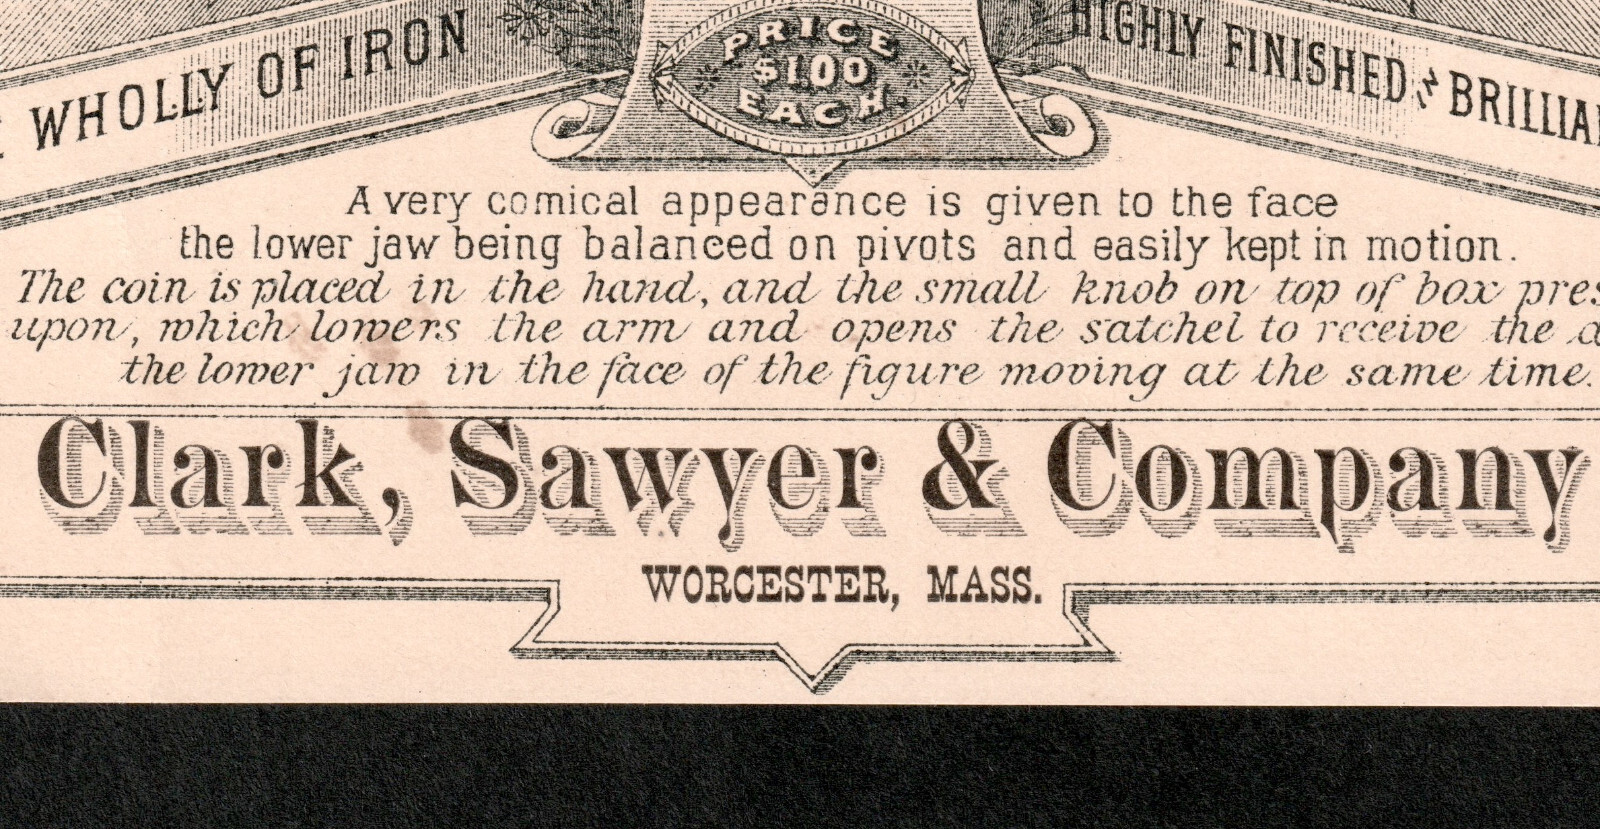 WHOLLY OF IRON
PRICE
$1.00
EACH.
HIGHLY FINISHED
BRILLIA
A very comical appearance is given to the face
the lower jaw being balanced on pivots and easily kept in motion.
The coin is placed in the hand, and the small knob on top of box pres
upon, which lowers the arm and opens the satchel to receive the
the lower jaw in the face of the figure moving at the same time.
Clark, Sawyer & Company
WORCESTER, MASS.